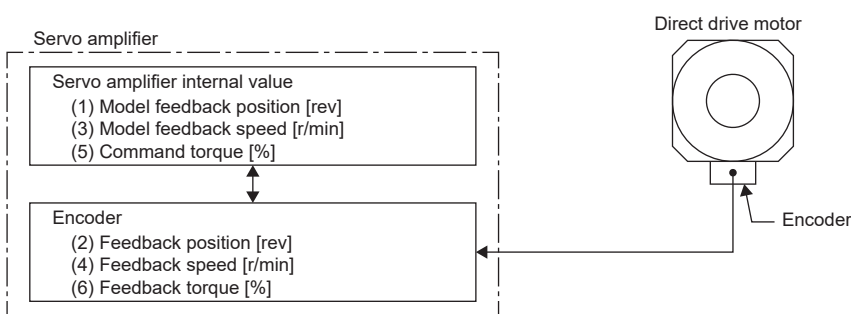 Direct drive motor
Servo amplifier
Servo amplifier internal value
(1) Model feedback position [rev]
(3) Model feedback speed [r/min]
(5) Command torque [%]
Encoder
(2) Feedback position [rev]
(4) Feedback speed [r/min]
(6) Feedback torque [%]
Encoder